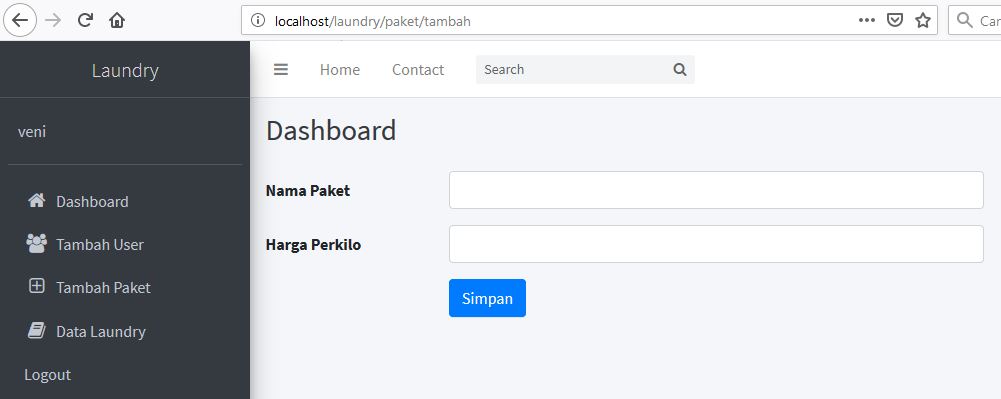 localhost/laundry/paket/tambah
Laundry
Home Contact Search
veni
Dashboard
Nama Paket
Harga Perkilo
Simpan
Dashboard
Tambah User
Tambah Paket
Data Laundry
Logout